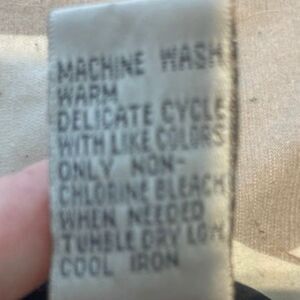 MACHINE WASH
WARM
DELICATE CYCLE
WITH LIKE COLORS
ONLY NON-
CHLORINE BLEACH
WHEN NEEDED
TUMBLE DRY LOW
COOL IRON